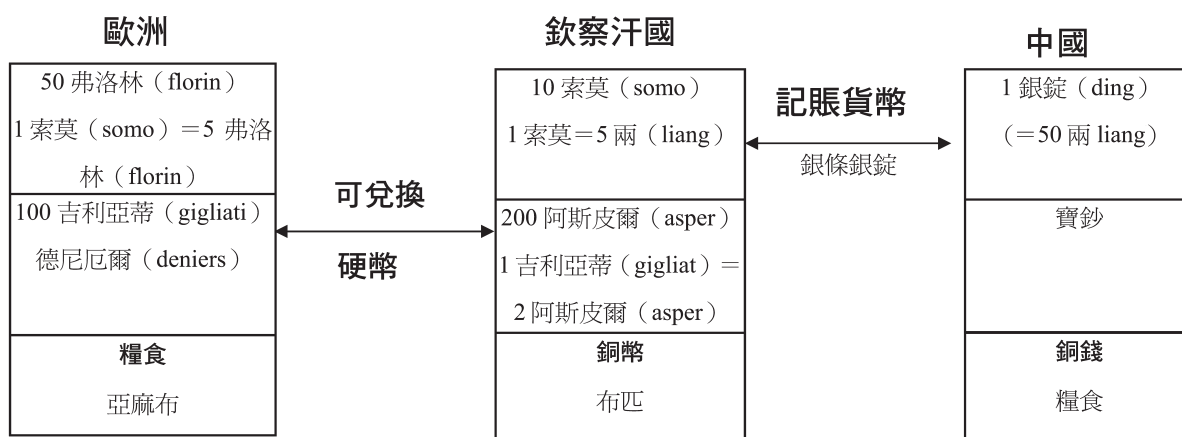 歐洲
50 弗洛林（florin）
1 索莫（somo）＝5 弗洛
林（florin）
100 吉利亞蒂（gigliati）
德尼厄爾（deniers）
糧食
亞麻布
可兌換
硬幣
欽察汗國
10 索莫（somo）
1 索莫＝5 兩（liang）
200 阿斯皮爾（asper）
1 吉利亞蒂（gigliat）＝
2 阿斯皮爾（asper）
銅幣
布匹
記賬貨幣
銀條銀錠
中國
1 銀錠（ding）
（＝50 兩 liang）
寶鈔
銅錢
糧食